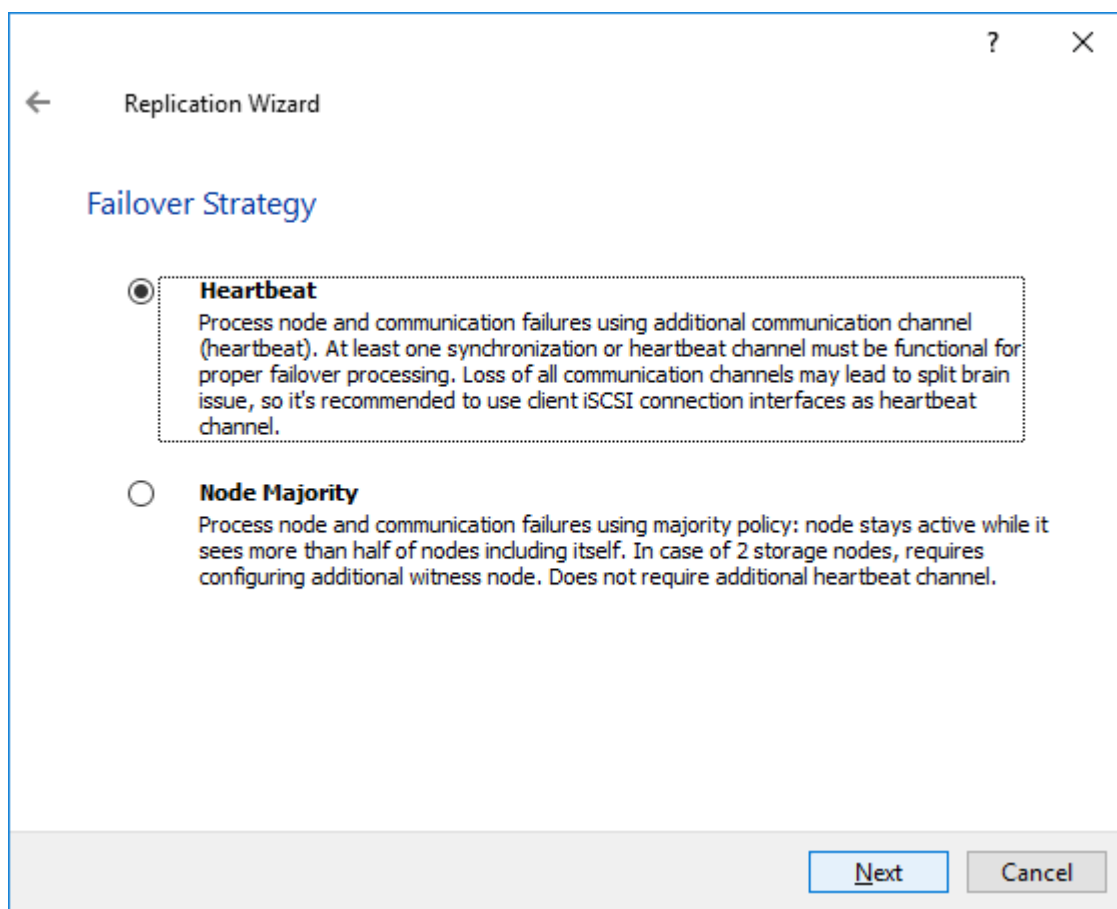 ?
Replication Wizard
Failover Strategy
Heartbeat
Process node and communication failures using additional communication channel
(heartbeat). At least one synchronization or heartbeat channel must be functional for
proper failover processing. Loss of all communication channels may lead to split brain
issue, so it's recommended to use client iSCSI connection interfaces as heartbeat
channel.
Node Majority
Process node and communication failures using majority policy: node stays active while it
sees more than half of nodes including itself. In case of 2 storage nodes, requires
configuring additional witness node. Does not require additional heartbeat channel.
Next Cancel